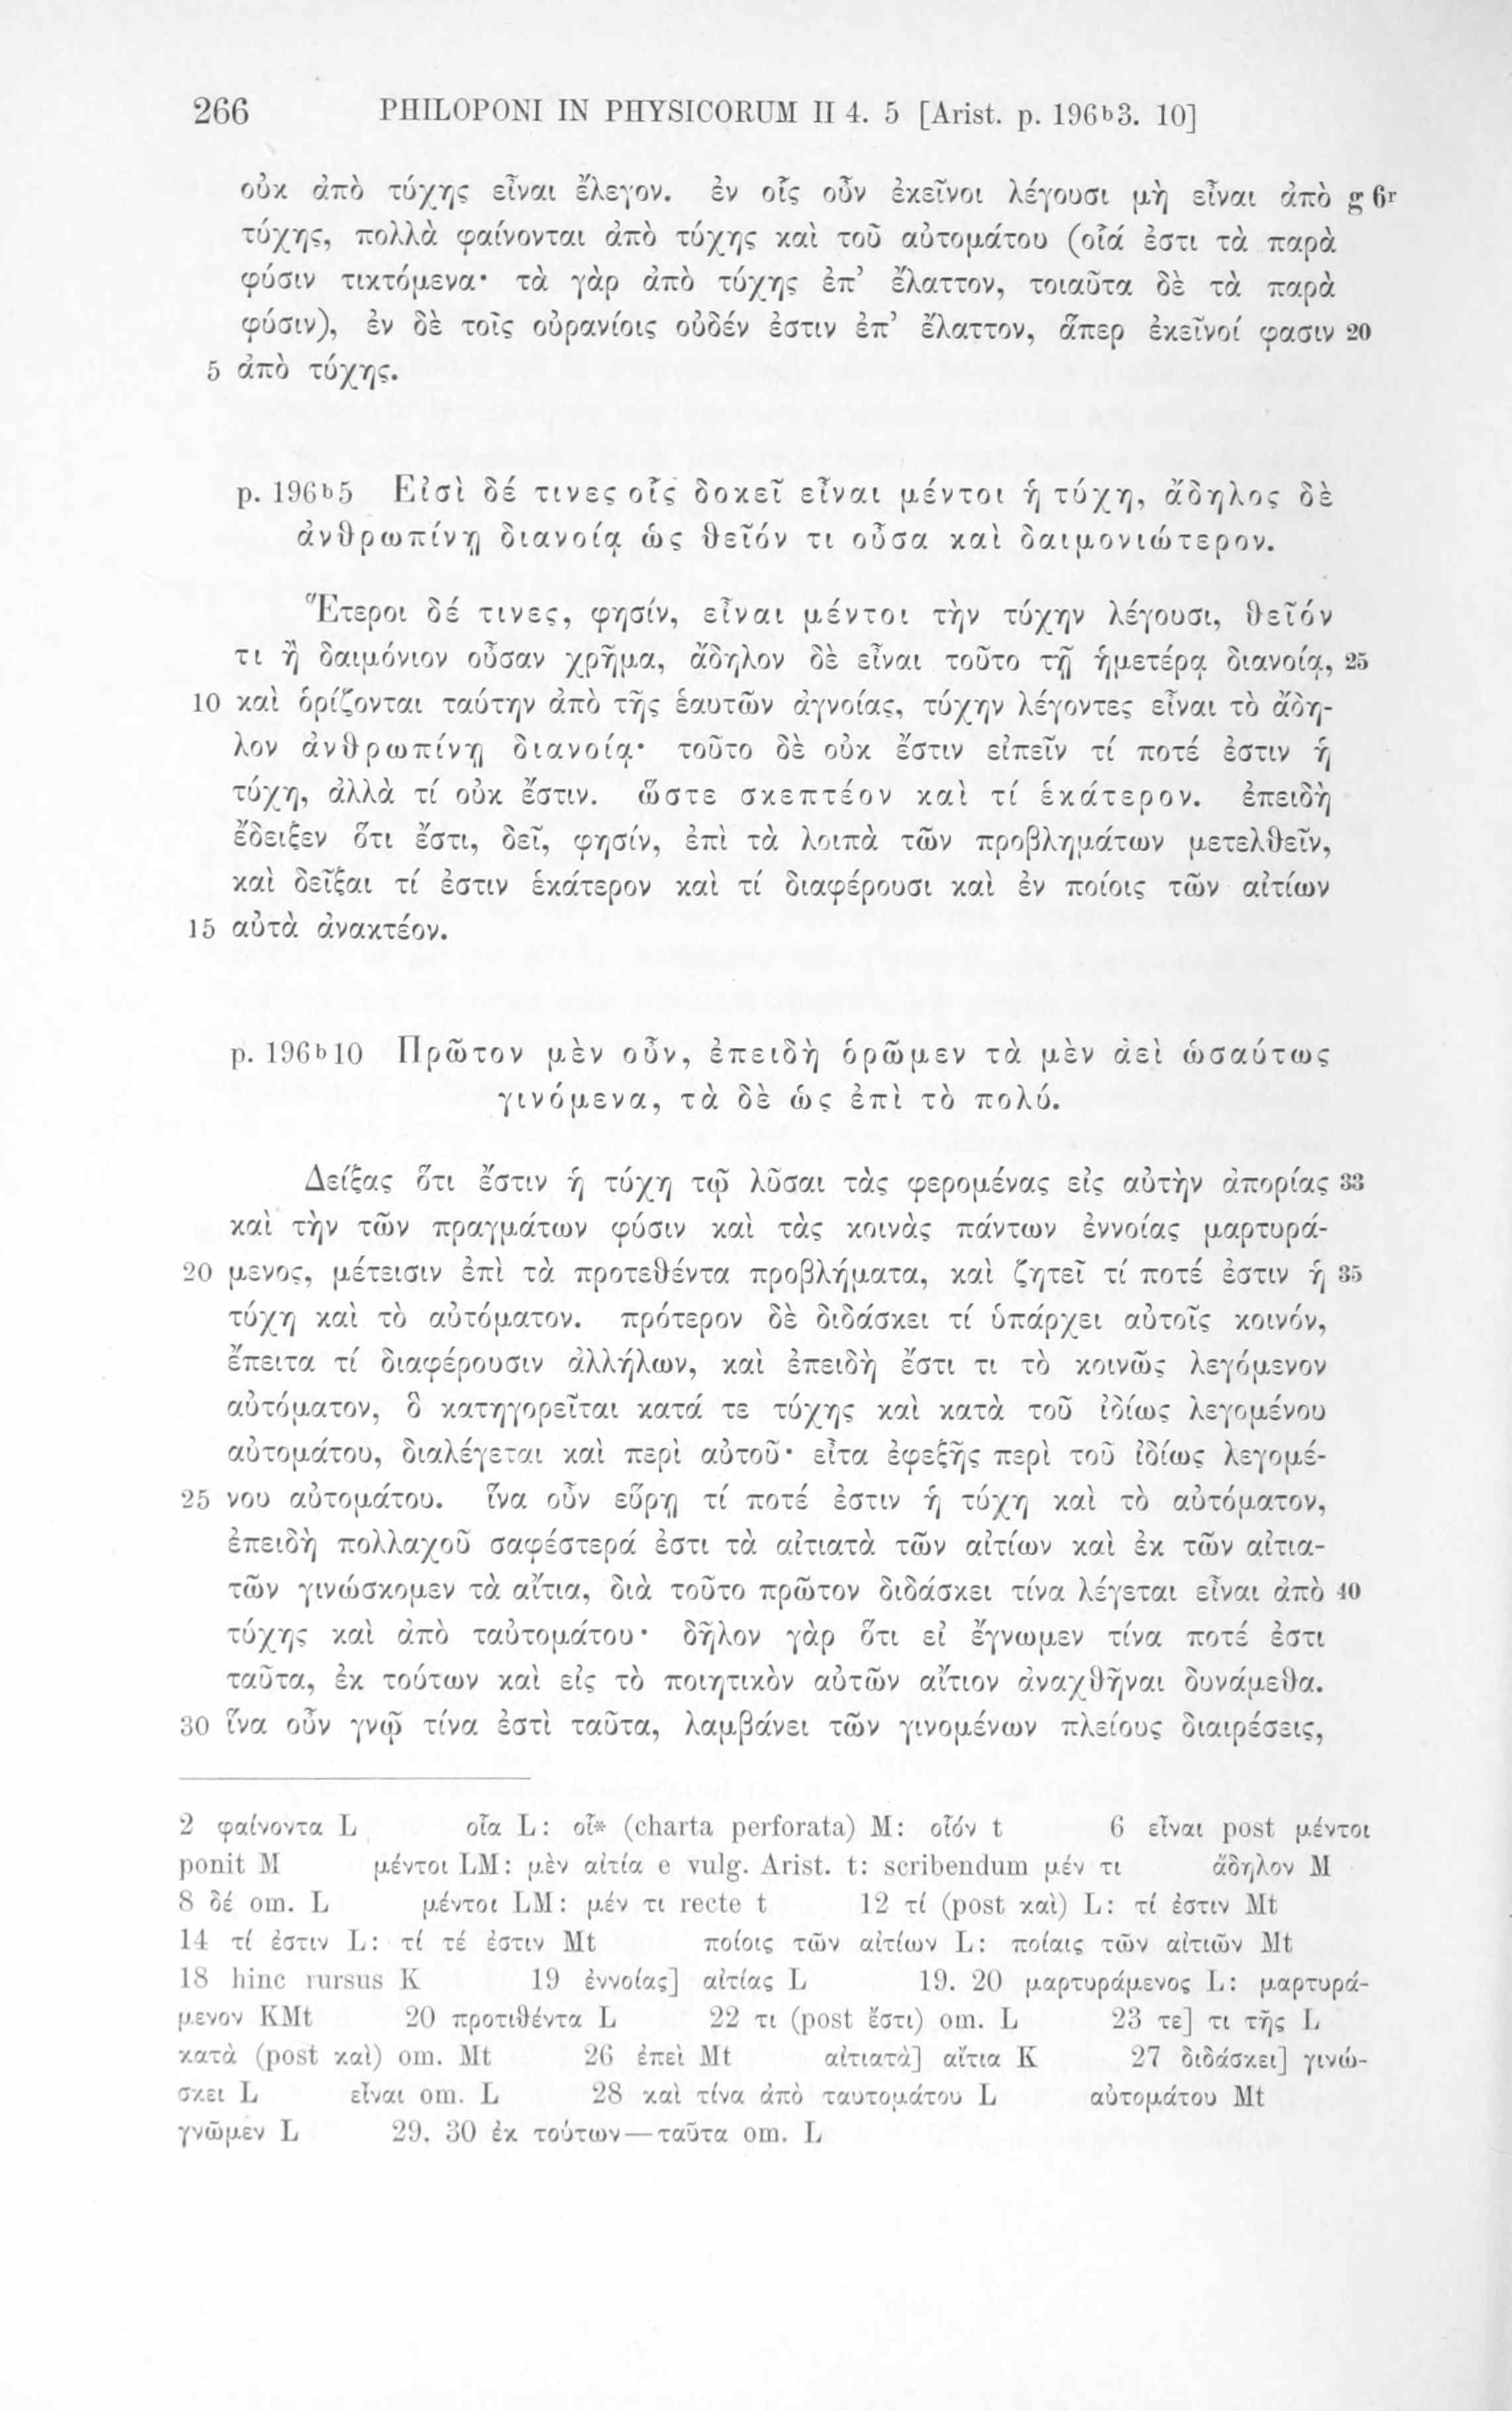 266 PHILOPONI IN PHYSICORUM II 4. 5 [Arist. p. 196ᵇ3. 10]
οὐκ ἀπὸ τύχης εἶναι ἔλεγον. ἐν οἷς οὖν ἐκεῖνοι λέγουσι μὴ εἶναι ἀπὸ g 6ʳ
τύχης, πολλὰ φαίνονται ἀπὸ τύχης καὶ τοῦ αὐτομάτου (οἷά ἐστι τὰ παρὰ
φύσιν τικτόμενα· τὰ γὰρ ἀπὸ τύχης ἐπ’ ἔλαττον, τοιαῦτα δὲ τὰ παρὰ
φύσιν), ἐν δὲ τοῖς οὐρανίοις οὐδέν ἐστιν ἐπ’ ἔλαττον, ἅπερ ἐκεῖνοί φασιν 20
5 ἀπὸ τύχης.
p. 196ᵇ5 Εἰσὶ δέ τινες οἷς δοκεῖ εἶναι μέντοι ἡ τύχη, ἄδηλος δὲ
ἀνθρωπίνῃ διανοίᾳ ὡς θεῖόν τι οὖσα καὶ δαιμονιώτερον.
Ἕτεροι δέ τινες, φησίν, εἶναι μέντοι τὴν τύχην λέγουσι, θεῖόν
τι ἢ δαιμόνιον οὖσαν χρῆμα, ἄδηλον δὲ εἶναι τοῦτο τῇ ἡμετέρᾳ διανοίᾳ, 25
10 καὶ ὁρίζονται ταύτην ἀπὸ τῆς ἑαυτῶν ἀγνοίας, τύχην λέγοντες εἶναι τὸ ἄδη-
λον ἀνθρωπίνῃ διανοίᾳ· τοῦτο δὲ οὐκ ἔστιν εἰπεῖν τί ποτέ ἐστιν ἡ
τύχη, ἀλλὰ τί οὐκ ἔστιν. ὥστε σκεπτέον καὶ τί ἑκάτερον. ἐπειδὴ
ἔδειξεν ὅτι ἔστι, δεῖ, φησίν, ἐπὶ τὰ λοιπὰ τῶν προβλημάτων μετελθεῖν,
καὶ δεῖξαι τί ἐστιν ἑκάτερον καὶ τί διαφέρουσι καὶ ἐν ποίοις τῶν αἰτίων
15 αὐτὰ ἀνακτέον.
p. 196ᵇ10 Πρῶτον μὲν οὖν, ἐπειδὴ ὁρῶμεν τὰ μὲν ἀεὶ ὡσαύτως
γινόμενα, τὰ δὲ ὡς ἐπὶ τὸ πολύ.
Δείξας ὅτι ἔστιν ἡ τύχη τῷ λῦσαι τὰς φερομένας εἰς αὐτὴν ἀπορίας 33
καὶ τὴν τῶν πραγμάτων φύσιν καὶ τὰς κοινὰς πάντων ἐννοίας μαρτυρά-
20 μενος, μέτεισιν ἐπὶ τὰ προτεθέντα προβλήματα, καὶ ζητεῖ τί ποτέ ἐστιν ἡ 35
τύχη καὶ τὸ αὐτόματον. πρότερον δὲ διδάσκει τί ὑπάρχει αὐτοῖς κοινόν,
ἔπειτα τί διαφέρουσιν ἀλλήλων, καὶ ἐπειδὴ ἔστι τι τὸ κοινῶς λεγόμενον
αὐτόματον, ὃ κατηγορεῖται κατά τε τύχης καὶ κατὰ τοῦ ἰδίως λεγομένου
αὐτομάτου, διαλέγεται καὶ περὶ αὐτοῦ· εἶτα ἐφεξῆς περὶ τοῦ ἰδίως λεγομέ-
25 νου αὐτομάτου. ἵνα οὖν εὕρῃ τί ποτέ ἐστιν ἡ τύχη καὶ τὸ αὐτόματον,
ἐπειδὴ πολλαχοῦ σαφέστερά ἐστι τὰ αἰτιατὰ τῶν αἰτίων καὶ ἐκ τῶν αἰτια-
τῶν γινώσκομεν τὰ αἴτια, διὰ τοῦτο πρῶτον διδάσκει τίνα λέγεται εἶναι ἀπὸ 40
τύχης καὶ ἀπὸ ταὐτομάτου· δῆλον γὰρ ὅτι εἰ ἔγνωμεν τίνα ποτέ ἐστι
ταῦτα, ἐκ τούτων καὶ εἰς τὸ ποιητικὸν αὐτῶν αἴτιον ἀναχθῆναι δυνάμεθα.
30 ἵνα οὖν γνῷ τίνα ἐστὶ ταῦτα, λαμβάνει τῶν γινομένων πλείους διαιρέσεις,
2 φαίνοντα L οἷα L: οἷ* (charta perforata) M: οἷόν t 6 εἶναι post μέντοι
ponit M μέντοι LM: μὲν αἰτία e vulg. Arist. t: scribendum μέν τι ἄδηλον M
8 δέ om. L μέντοι LM: μέν τι recte t 12 τί (post καὶ) L: τί ἐστιν Mt
14 τί ἐστιν L: τί τέ ἐστιν Mt ποίοις τῶν αἰτίων L: ποίαις τῶν αἰτιῶν Mt
18 hinc rursus K 19 ἐννοίας] αἰτίας L 19. 20 μαρτυράμενος L: μαρτυρά-
μενον KMt 20 προτιθέντα L 22 τι (post ἔστι) om. L 23 τε] τι τῆς L
κατὰ (post καὶ) om. Mt 26 ἐπεὶ Mt αἰτιατὰ] αἴτια K 27 διδάσκει] γινώ-
σκει L εἶναι om. L 28 καὶ τίνα ἀπὸ ταυτομάτου L αὐτομάτου Mt
γνῶμεν L 29. 30 ἐκ τούτων—ταῦτα om. L